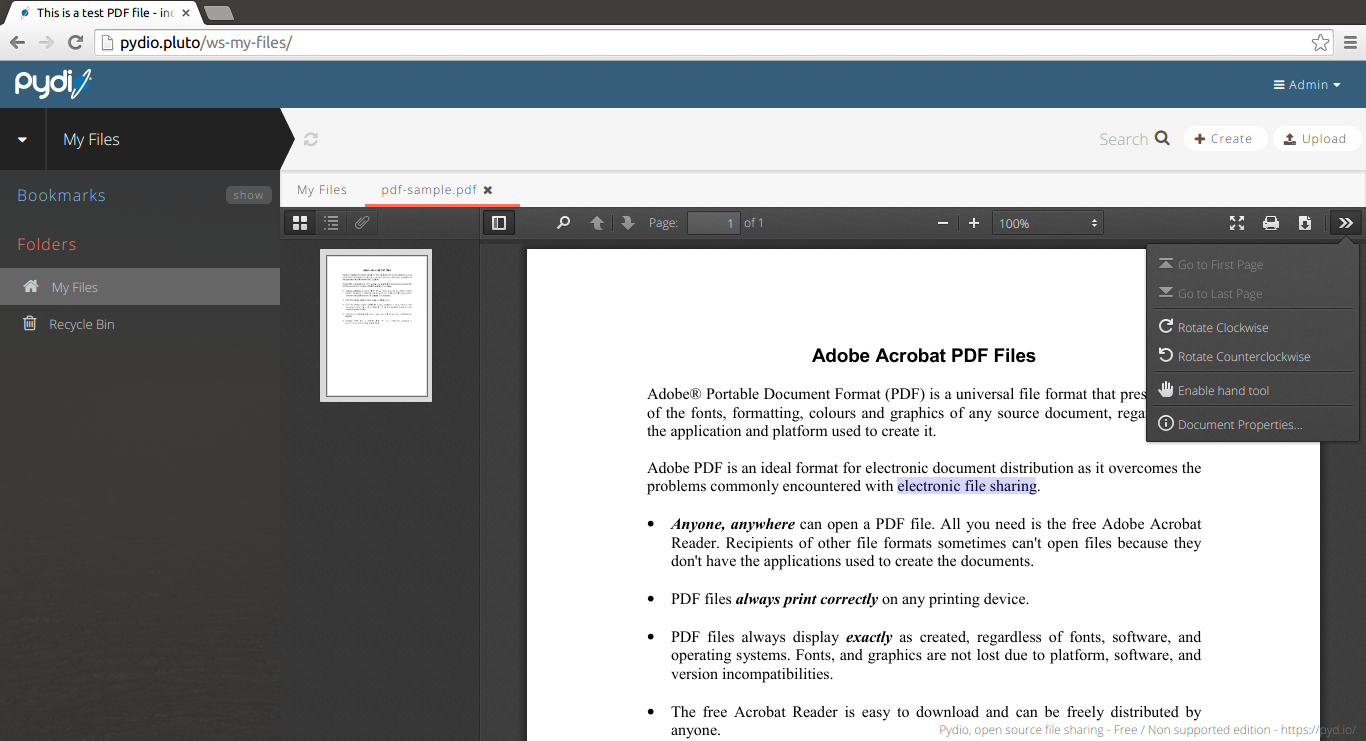 This is a test PDF file - inc
pydio.pluto/ws-my-files/
pydio
Admin
My Files
Search
Create
Upload
Bookmarks
show
My Files
pdf-sample.pdf
Folders
Page:
1
of 1
100%
My Files
Recycle Bin
Go to First Page
Go to Last Page
Rotate Clockwise
Rotate Counterclockwise
Enable hand tool
Document Properties...
Adobe Acrobat PDF Files
Adobe® Portable Document Format (PDF) is a universal file format that pres
of the fonts, formatting, colours and graphics of any source document, rega
the application and platform used to create it.
Adobe PDF is an ideal format for electronic document distribution as it overcomes the
problems commonly encountered with electronic file sharing.
• Anyone, anywhere can open a PDF file. All you need is the free Adobe Acrobat
Reader. Recipients of other file formats sometimes can't open files because they
don't have the applications used to create the documents.
• PDF files always print correctly on any printing device.
• PDF files always display exactly as created, regardless of fonts, software, and
operating systems. Fonts, and graphics are not lost due to platform, software, and
version incompatibilities.
• The free Acrobat Reader is easy to download and can be freely distributed by
anyone.
Pydio, open source file sharing - Free / Non supported edition - https://pyd.io/